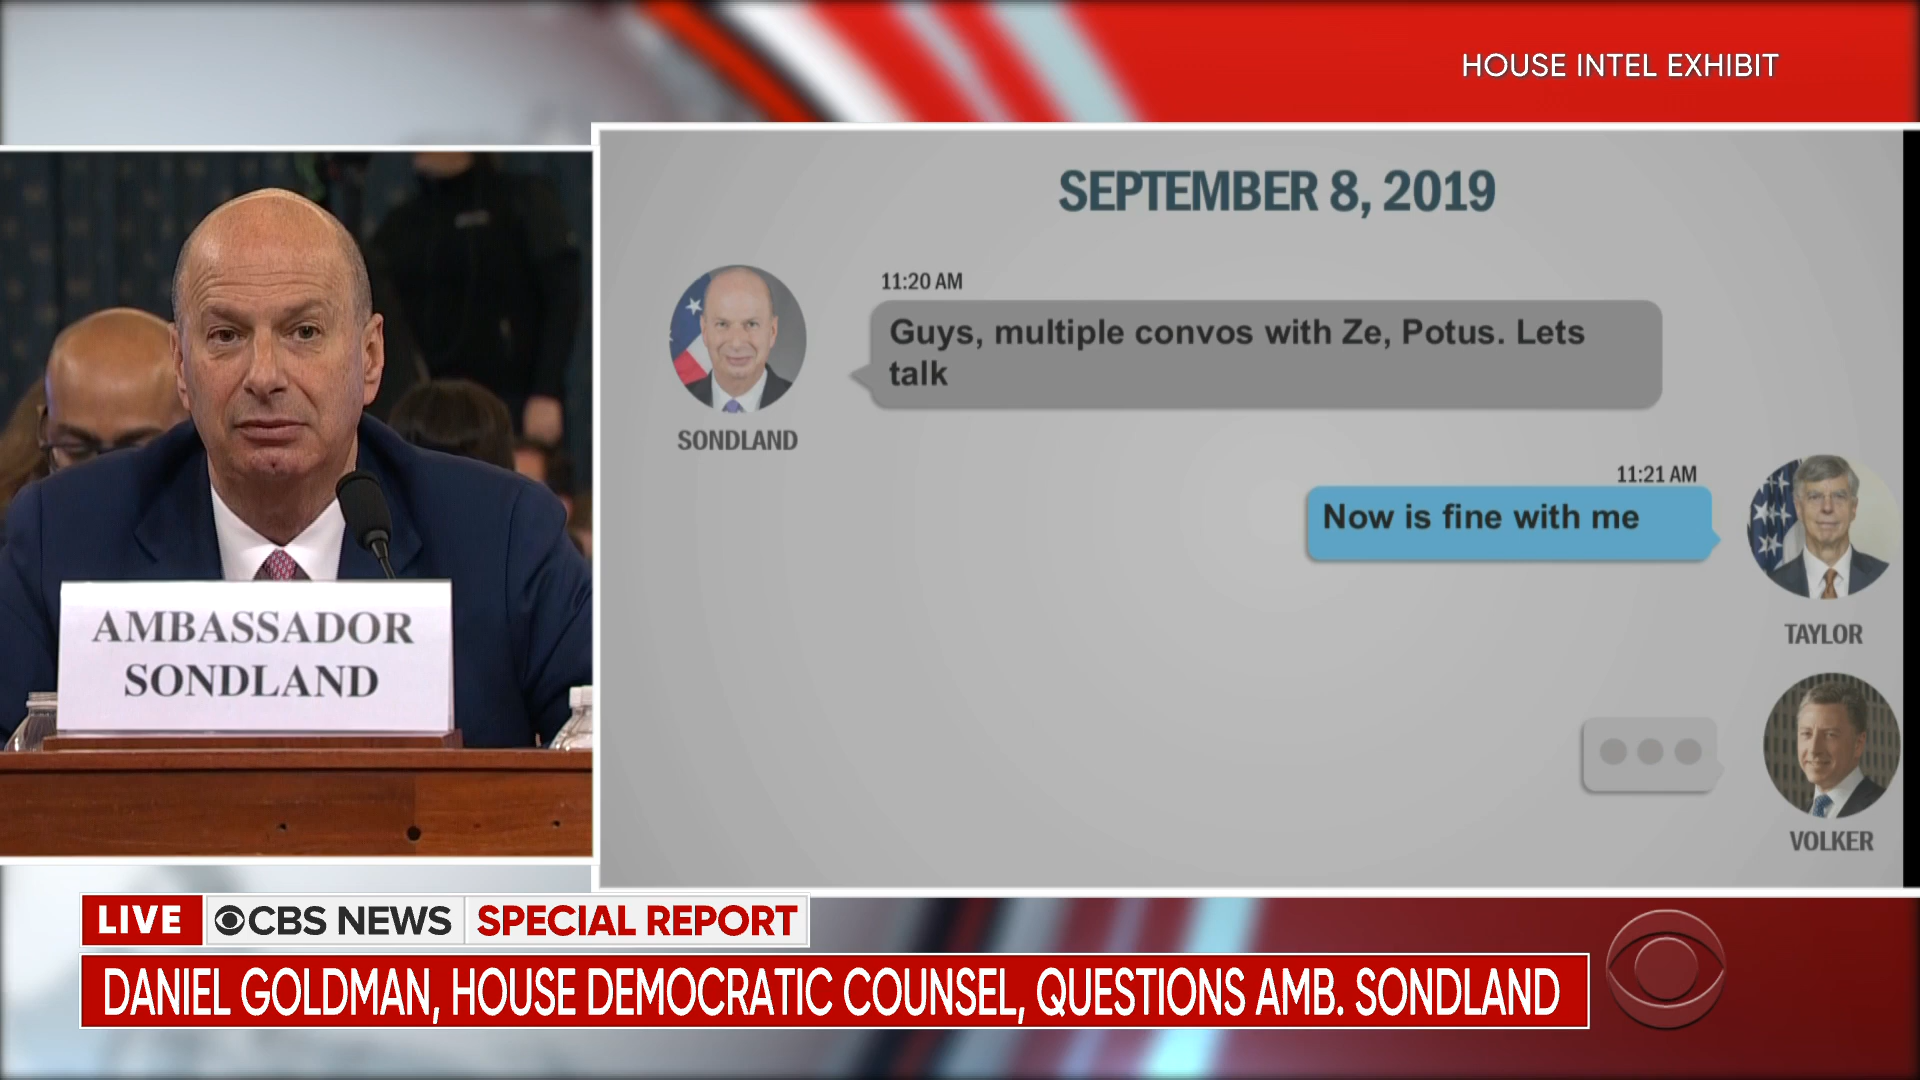 HOUSE INTEL EXHIBIT
SEPTEMBER 8, 2019
11:20 AM
Guys, multiple convos with Ze, Potus. Lets
talk
SONDLAND
11:21 AM
Now is fine with me
TAYLOR
VOLKER
AMBASSADOR
SONDLAND
LIVE CBS NEWS SPECIAL REPORT
DANIEL GOLDMAN, HOUSE DEMOCRATIC COUNSEL, QUESTIONS AMB. SONDLAND